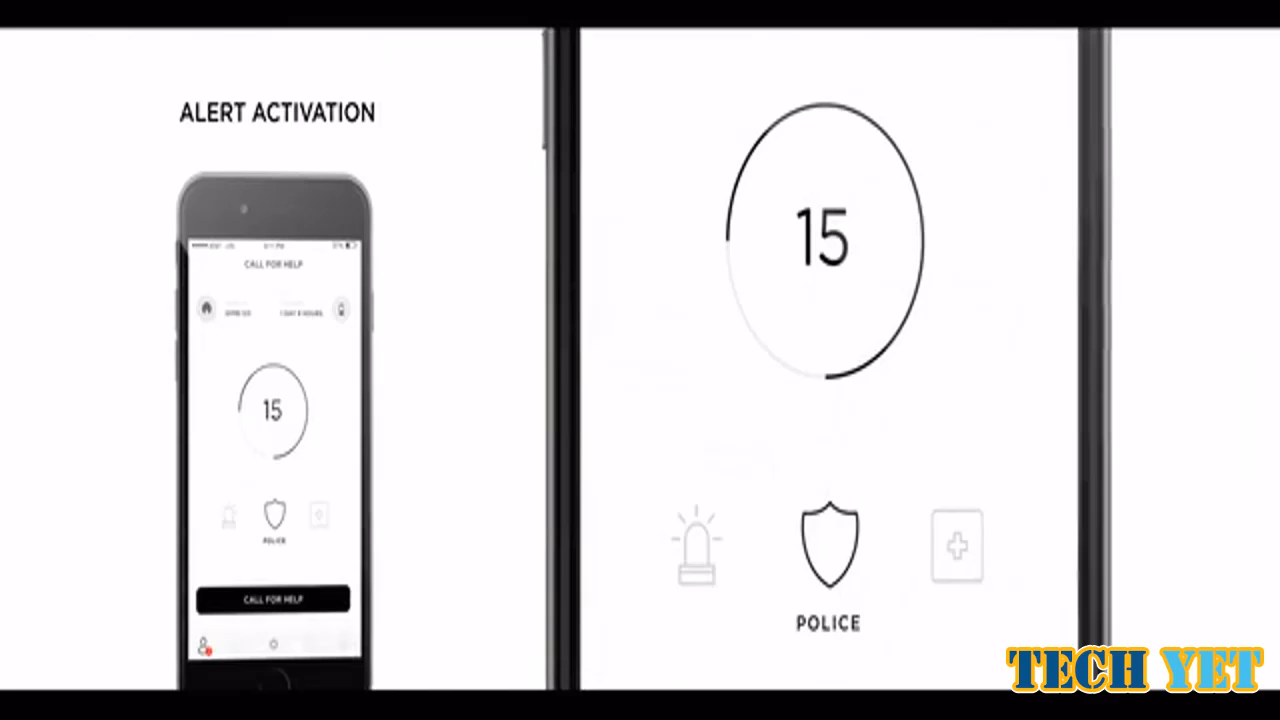 ALERT ACTIVATION
CALL FOR HELP
15
POLICE
CALL FOR HELP
15
POLICE
TECH YET